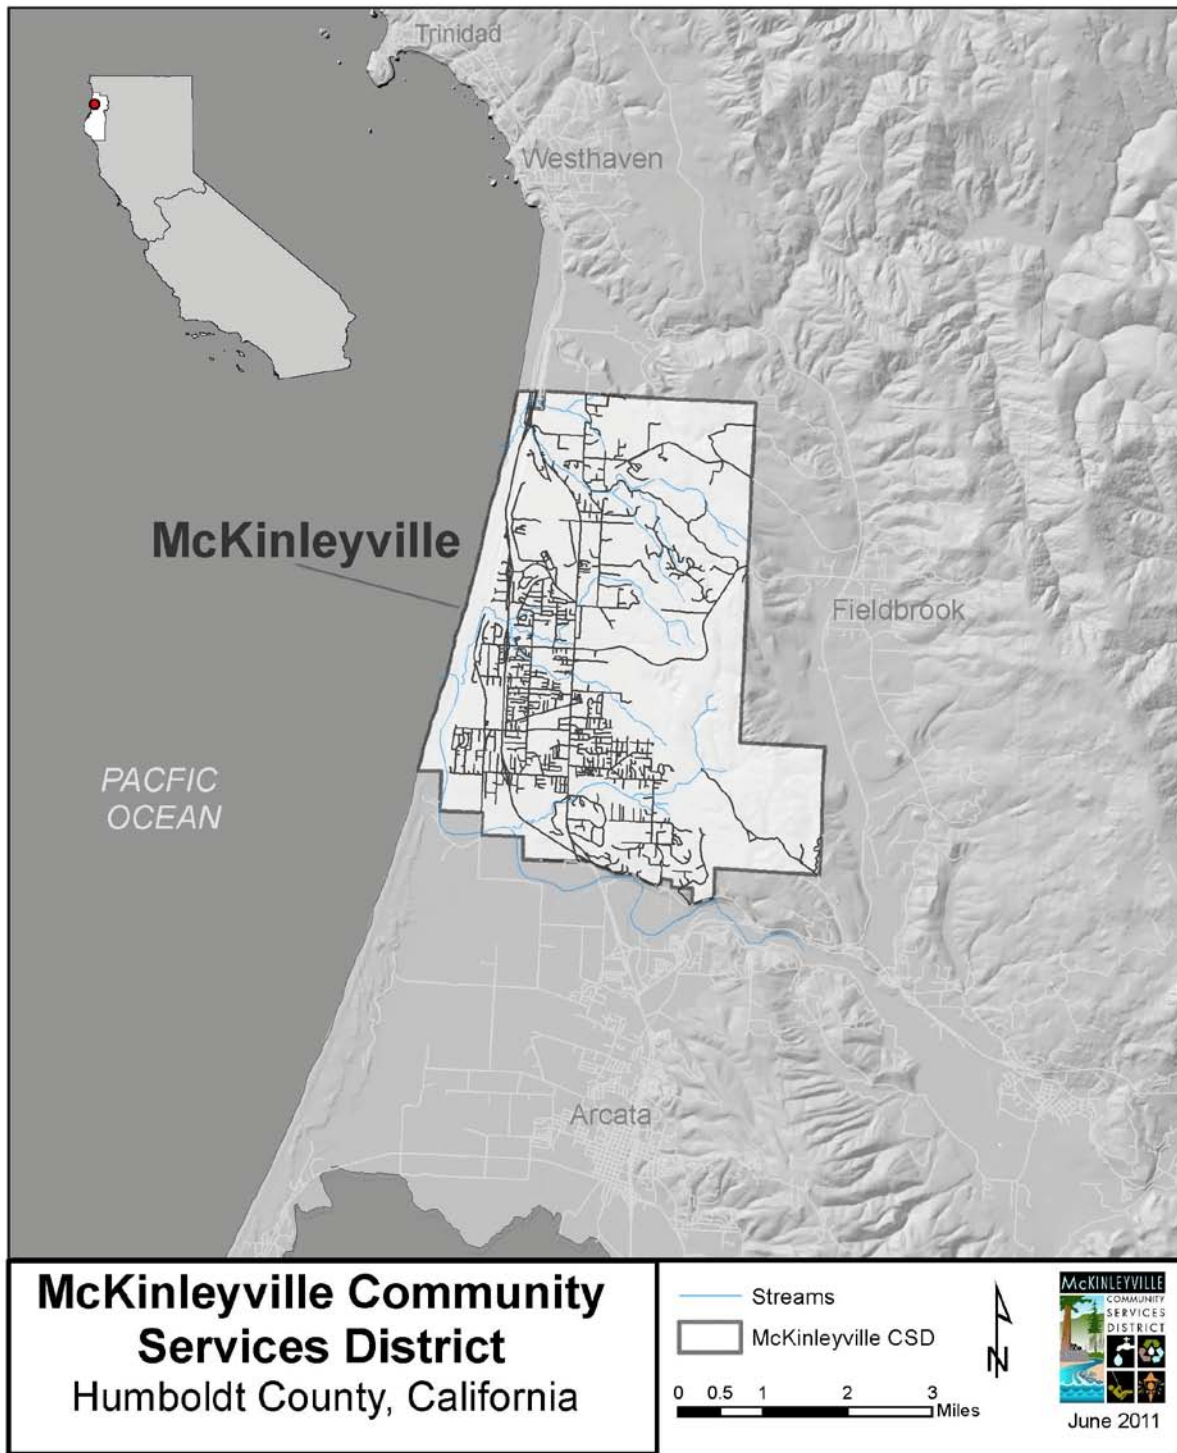 Trinidad
Westhaven
McKinleyville
Fieldbrook
PACFIC
OCEAN
Arcata
McKinleyville Community
Services District
Humboldt County, California
Streams
McKinleyville CSD
0 0.5 1 2 3
Miles
N
McKINLEYVILLE
COMMUNITY
SERVICES
DISTRICT
June 2011